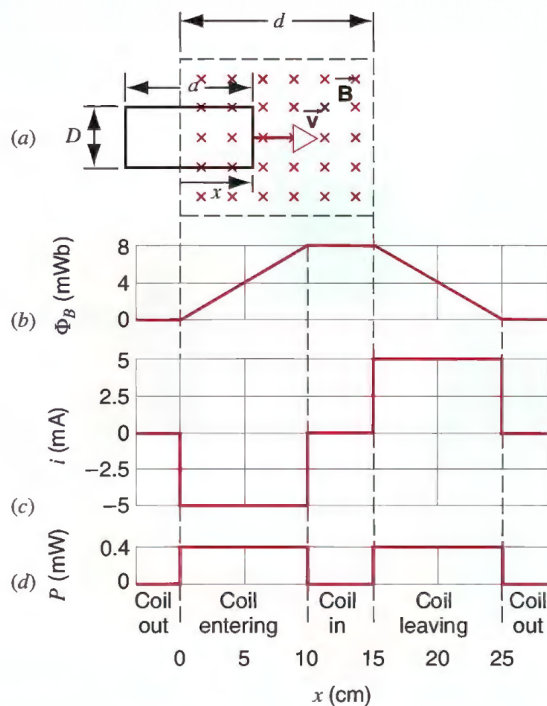 d
a
B
v
(a)
D
x
8
4
0
Φ_B (mWb)
(b)
5
2.5
0
−2.5
−5
i (mA)
(c)
0.4
0
P (mW)
(d)
Coil out
Coil entering
Coil in
Coil leaving
Coil out
0 5 10 15 20 25
x (cm)